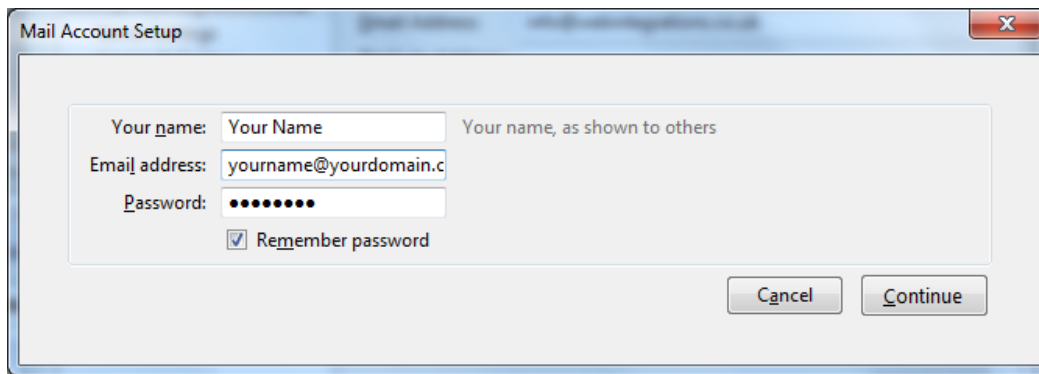 Mail Account Setup
Your name: Your Name Your name, as shown to others
Email address: yourname@yourdomain.c
Password: ●●●●●●●●
Remember password
Cancel Continue